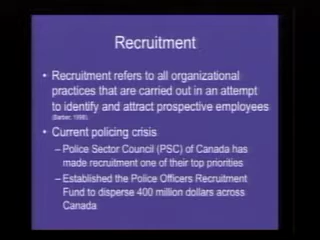 Recruitment
• Recruitment refers to all organizational
practices that are carried out in an attempt
to identify and attract prospective employees
(Barber, 1998).
• Current policing crisis
– Police Sector Council (PSC) of Canada has
made recruitment one of their top priorities
– Established the Police Officers Recruitment
Fund to disperse 400 million dollars across
Canada